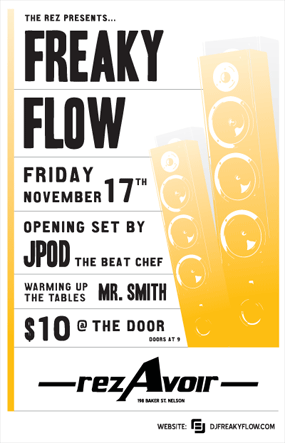 THE REZ PRESENTS...
FREAKY
FLOW
FRIDAY
NOVEMBER 17TH
OPENING SET BY
JPOD THE BEAT CHEF
WARMING UP
THE TABLES MR. SMITH
$10 @ THE DOOR
DOORS AT 9
rezAvoir
198 BAKER ST. NELSON
WEBSITE: DJFREAKYFLOW.COM